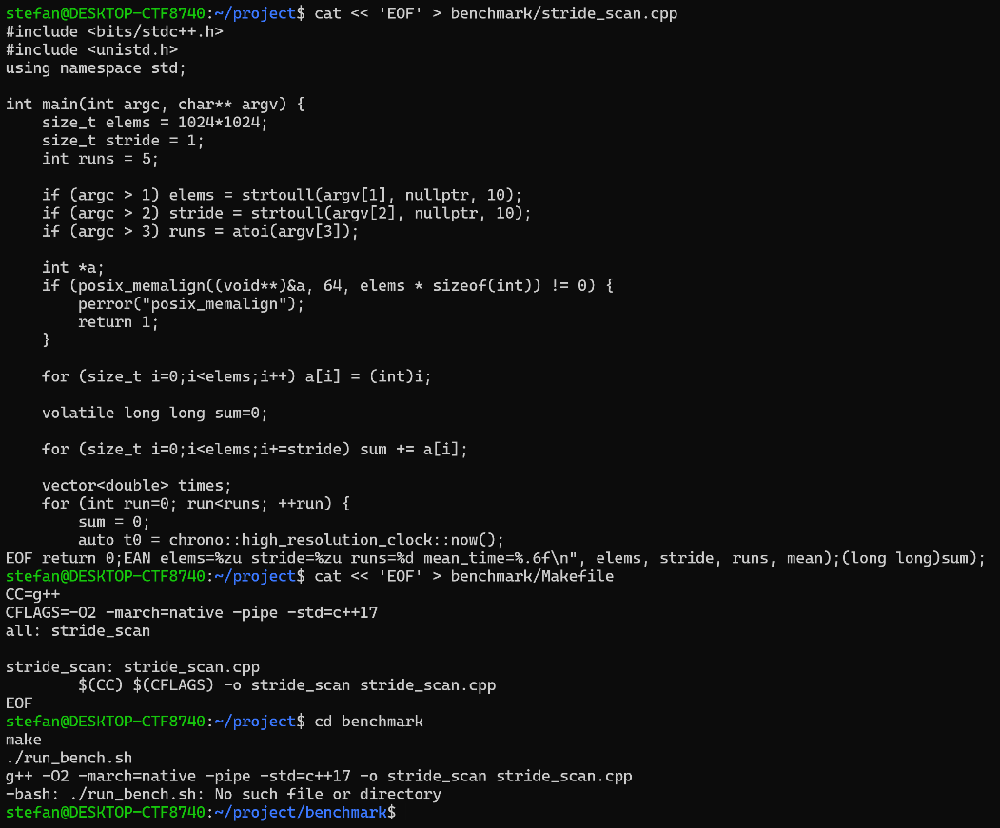 stefan@DESKTOP-CTF8740:~/project$ cat << 'EOF' > benchmark/stride_scan.cpp
#include <bits/stdc++.h>
#include <unistd.h>
using namespace std;

int main(int argc, char** argv) {
    size_t elems = 1024*1024;
    size_t stride = 1;
    int runs = 5;

    if (argc > 1) elems = strtoull(argv[1], nullptr, 10);
    if (argc > 2) stride = strtoull(argv[2], nullptr, 10);
    if (argc > 3) runs = atoi(argv[3]);

    int *a;
    if (posix_memalign((void**)&a, 64, elems * sizeof(int)) != 0) {
        perror("posix_memalign");
        return 1;
    }

    for (size_t i=0;i<elems;i++) a[i] = (int)i;

    volatile long long sum=0;

    for (size_t i=0;i<elems;i+=stride) sum += a[i];

    vector<double> times;
    for (int run=0; run<runs; ++run) {
        sum = 0;
        auto t0 = chrono::high_resolution_clock::now();
EOF return 0;EAN elems=%zu stride=%zu runs=%d mean_time=%.6f\n", elems, stride, runs, mean);(long long)sum);
stefan@DESKTOP-CTF8740:~/project$ cat << 'EOF' > benchmark/Makefile
CC=g++
CFLAGS=-O2 -march=native -pipe -std=c++17
all: stride_scan

stride_scan: stride_scan.cpp
        $(CC) $(CFLAGS) -o stride_scan stride_scan.cpp
EOF
stefan@DESKTOP-CTF8740:~/project$ cd benchmark
make
./run_bench.sh
g++ -O2 -march=native -pipe -std=c++17 -o stride_scan stride_scan.cpp
-bash: ./run_bench.sh: No such file or directory
stefan@DESKTOP-CTF8740:~/project/benchmark$